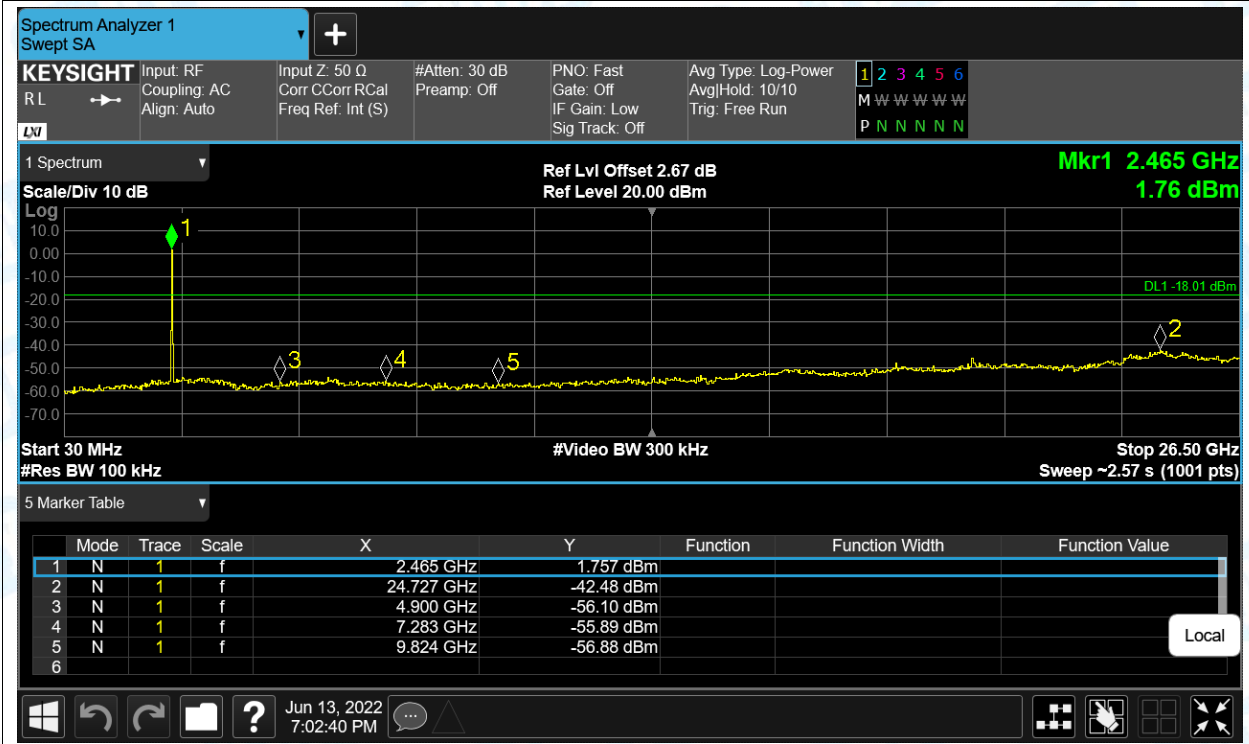 Spectrum Analyzer 1
Swept SA
+
KEYSIGHT
R L
LXI
Input: RF
Coupling: AC
Align: Auto
Input Z: 50 Ω
Corr CCorr RCal
Freq Ref: Int (S)
#Atten: 30 dB
Preamp: Off
PNO: Fast
Gate: Off
IF Gain: Low
Sig Track: Off
Avg Type: Log-Power
Avg|Hold: 10/10
Trig: Free Run
1 2 3 4 5 6
M W W W W W
P N N N N N
1 Spectrum
Scale/Div 10 dB
Ref Lvl Offset 2.67 dB
Ref Level 20.00 dBm
Mkr1 2.465 GHz
1.76 dBm
Log
10.0
0.00
-10.0
-20.0
-30.0
-40.0
-50.0
-60.0
-70.0
1
DL1 -18.01 dBm
2
3
4
5
Start 30 MHz
#Video BW 300 kHz
Stop 26.50 GHz
#Res BW 100 kHz
Sweep ~2.57 s (1001 pts)
5 Marker Table
Mode Trace Scale X Y Function Function Width Function Value
1 N 1 f 2.465 GHz 1.757 dBm
2 N 1 f 24.727 GHz -42.48 dBm
3 N 1 f 4.900 GHz -56.10 dBm
4 N 1 f 7.283 GHz -55.89 dBm
5 N 1 f 9.824 GHz -56.88 dBm
6
Local
?
Jun 13, 2022
7:02:40 PM